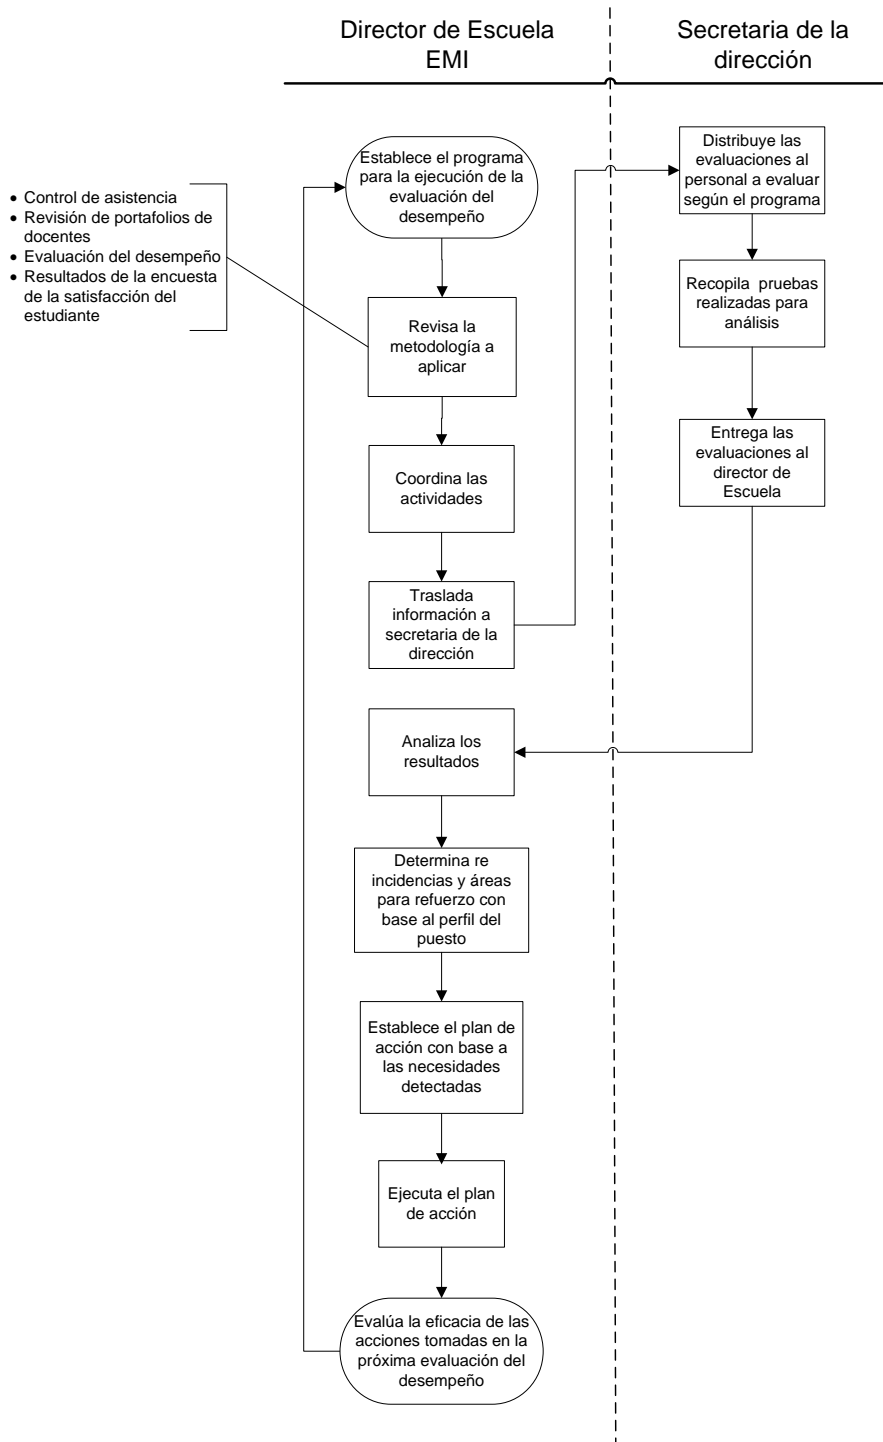 Director de Escuela
EMI
Secretaria de la
dirección
Establece el programa
para la ejecución de la
evaluación del
desempeño
• Control de asistencia
• Revisión de portafolios de
docentes
• Evaluación del desempeño
• Resultados de la encuesta
de la satisfacción del
estudiante
Revisa la
metodología a
aplicar
Coordina las
actividades
Traslada
información a
secretaria de la
dirección
Distribuye las
evaluaciones al
personal a evaluar
según el programa
Recopila pruebas
realizadas para
análisis
Entrega las
evaluaciones al
director de
Escuela
Analiza los
resultados
Determina re
incidencias y áreas
para refuerzo con
base al perfil del
puesto
Establece el plan de
acción con base a
las necesidades
detectadas
Ejecuta el plan
de acción
Evalúa la eficacia de las
acciones tomadas en la
próxima evaluación del
desempeño